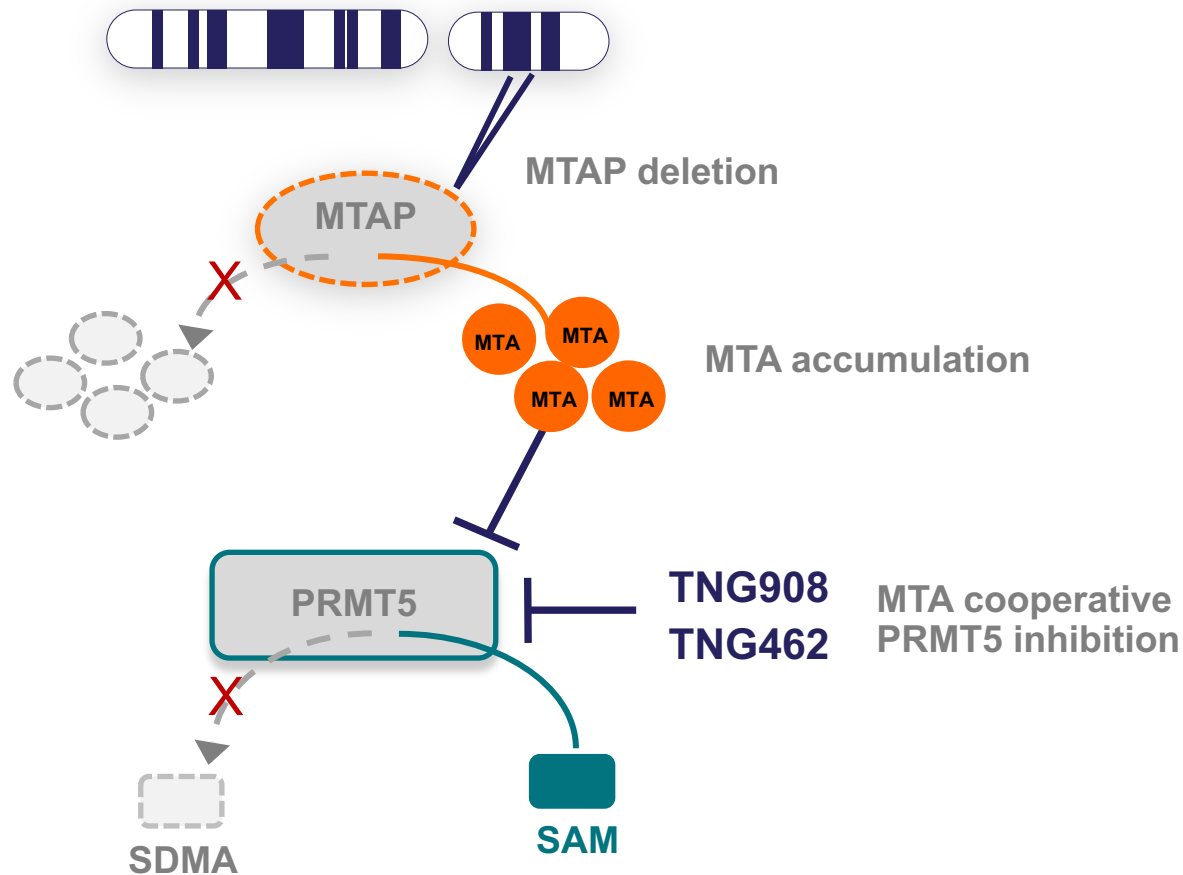 MTAP deletion
MTAP
X
MTA
MTA
MTA
MTA
MTA accumulation
PRMT5
TNG908
TNG462
MTA cooperative
PRMT5 inhibition
X
SAM
SDMA